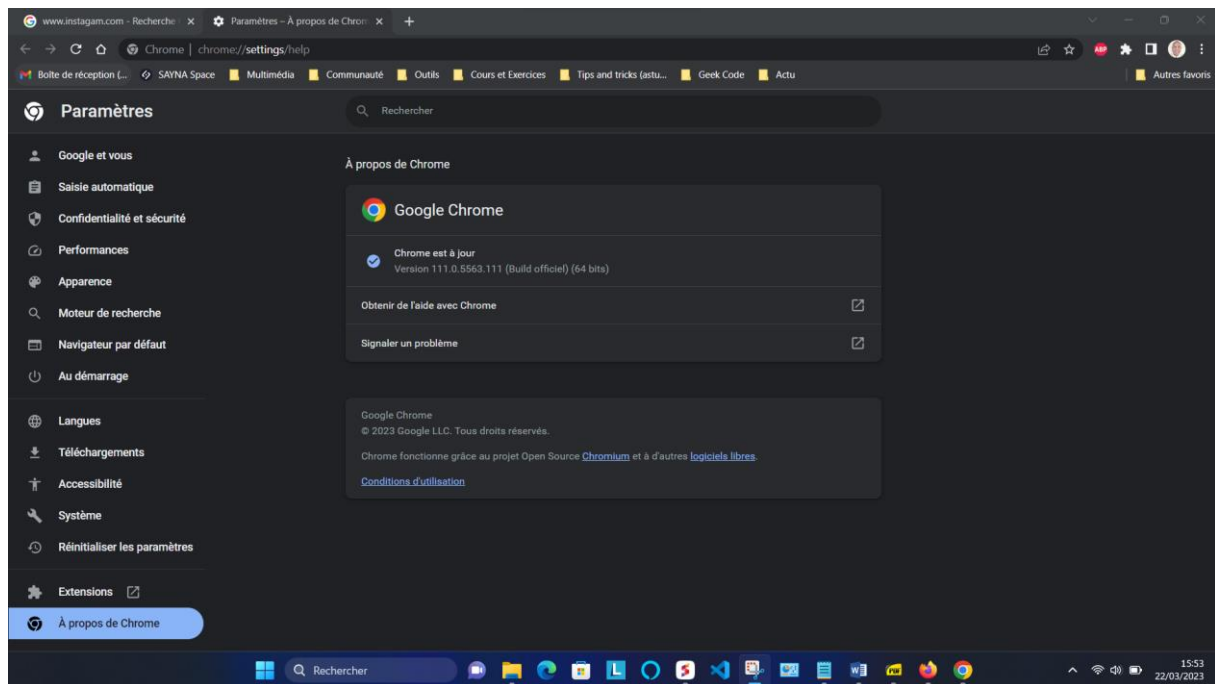 www.instagam.com - Recherche
Paramètres – À propos de Chrom
Chrome | chrome://settings/help
ABP
Boîte de réception (...
SAYNA Space
Multimédia
Communauté
Outils
Cours et Exercices
Tips and tricks (astu...
Geek Code
Actu
Autres favoris
Paramètres
Rechercher
Google et vous
Saisie automatique
Confidentialité et sécurité
Performances
Apparence
Moteur de recherche
Navigateur par défaut
Au démarrage
Langues
Téléchargements
Accessibilité
Système
Réinitialiser les paramètres
Extensions
À propos de Chrome
À propos de Chrome
Google Chrome
Chrome est à jour
Version 111.0.5563.111 (Build officiel) (64 bits)
Obtenir de l'aide avec Chrome
Signaler un problème
Google Chrome
© 2023 Google LLC. Tous droits réservés.
Chrome fonctionne grâce au projet Open Source Chromium et à d'autres logiciels libres.
Conditions d'utilisation
Rechercher
15:53
22/03/2023